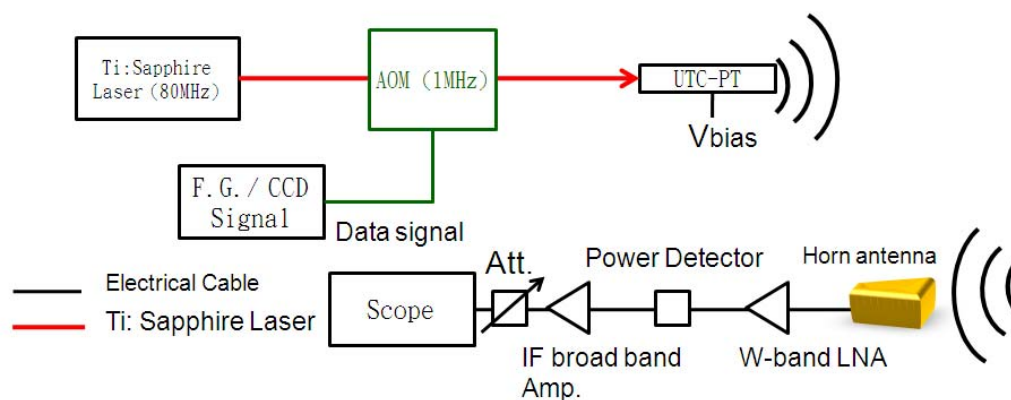 Ti:Sapphire
Laser (80MHz)
AOM (1MHz)
UTC-PT
Vbias
F.G./ CCD
Signal
Data signal
Electrical Cable
Ti: Sapphire Laser
Scope
Att.
Power Detector
Horn antenna
IF broad band
Amp.
W-band LNA